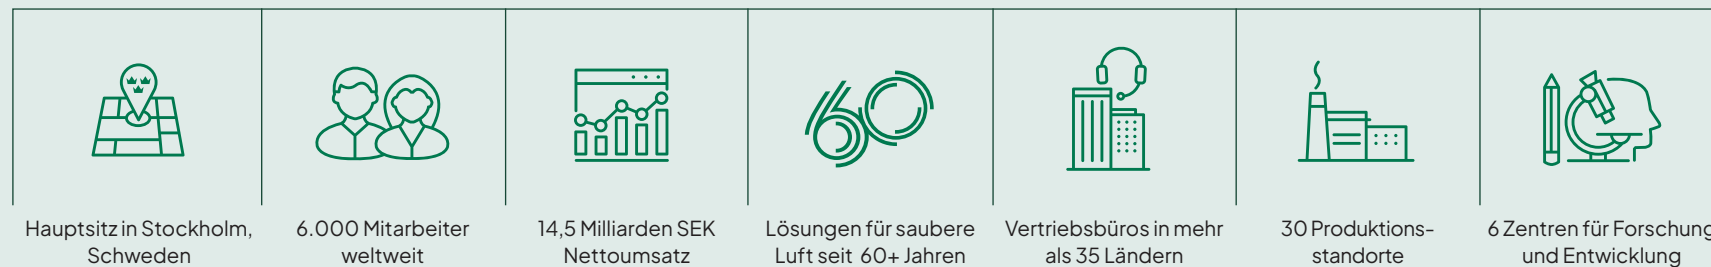 60
Hauptsitz in Stockholm,
Schweden
6.000 Mitarbeiter
weltweit
14,5 Milliarden SEK
Nettoumsatz
Lösungen für saubere
Luft seit 60+ Jahren
Vertriebsbüros in mehr
als 35 Ländern
30 Produktions-
standorte
6 Zentren für Forschung
und Entwicklung